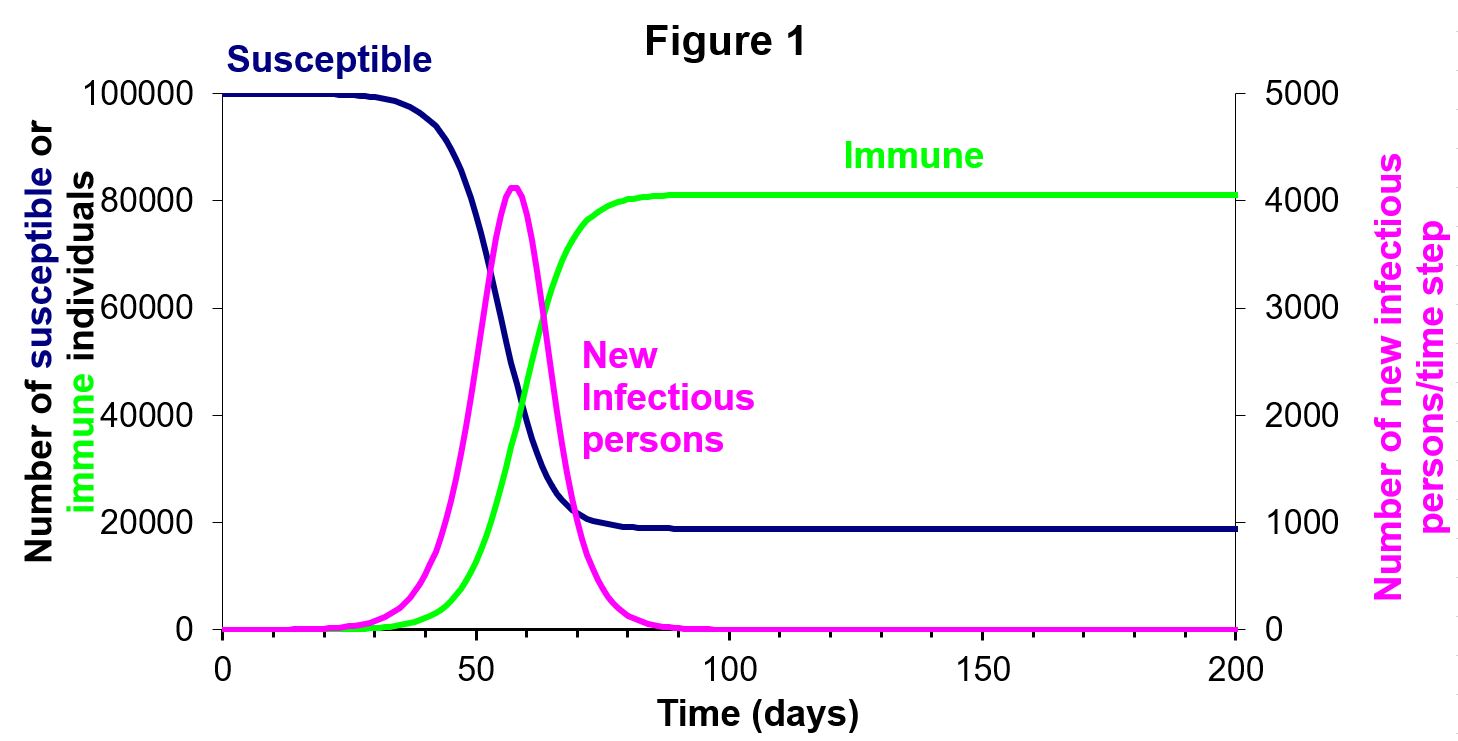 Figure 1
Susceptible
100000
80000
60000
40000
20000
0
Number of susceptible or
immune individuals
5000
4000
3000
2000
1000
0
Number of new infectious
persons/time step
Immune
New
Infectious
persons
0
50
100
150
200
Time (days)